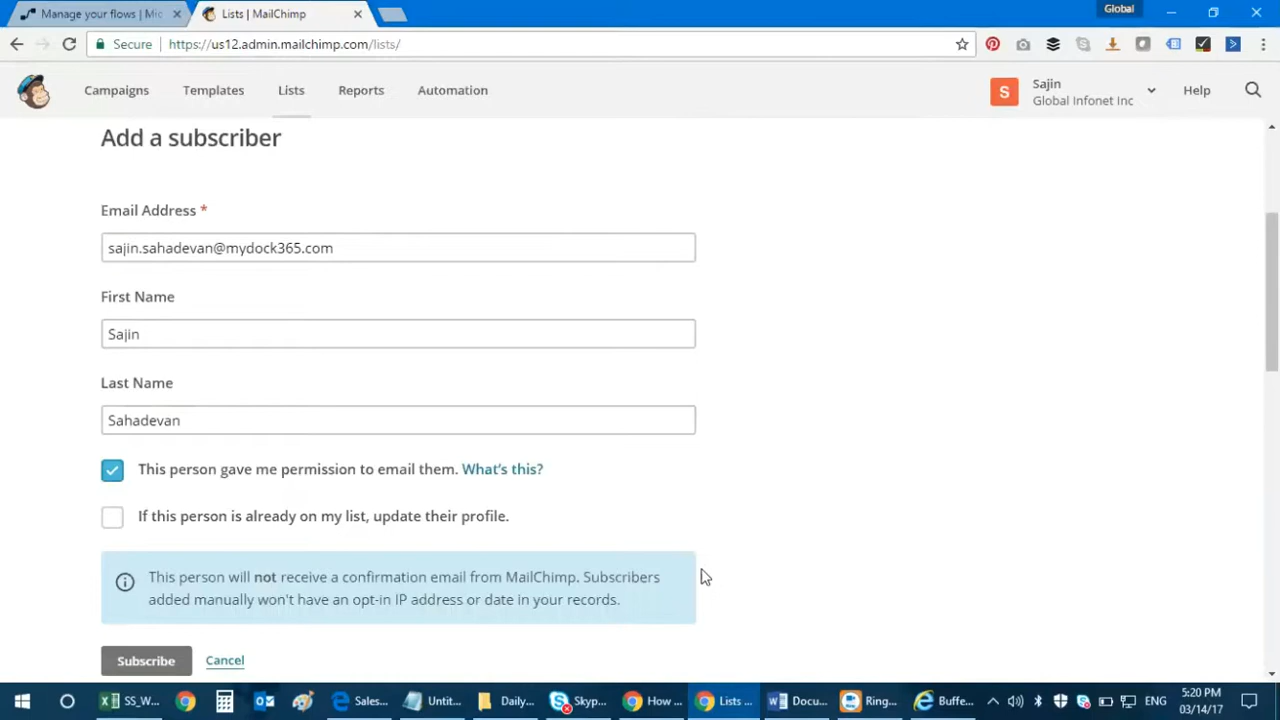 Manage your flows | Mic
Lists | MailChimp
Global
Secure
https://us12.admin.mailchimp.com/lists/
Campaigns
Templates
Lists
Reports
Automation
S
Sajin
Global Infonet Inc
Help
Add a subscriber
Email Address *
sajin.sahadevan@mydock365.com
First Name
Sajin
Last Name
Sahadevan
This person gave me permission to email them. What's this?
If this person is already on my list, update their profile.
This person will not receive a confirmation email from MailChimp. Subscribers
added manually won't have an opt-in IP address or date in your records.
Subscribe
Cancel
SS_W...
Sales...
Untit...
Daily...
Skyp...
How ...
Lists ...
Docu...
Ring...
Buffe...
ENG
5:20 PM
03/14/17